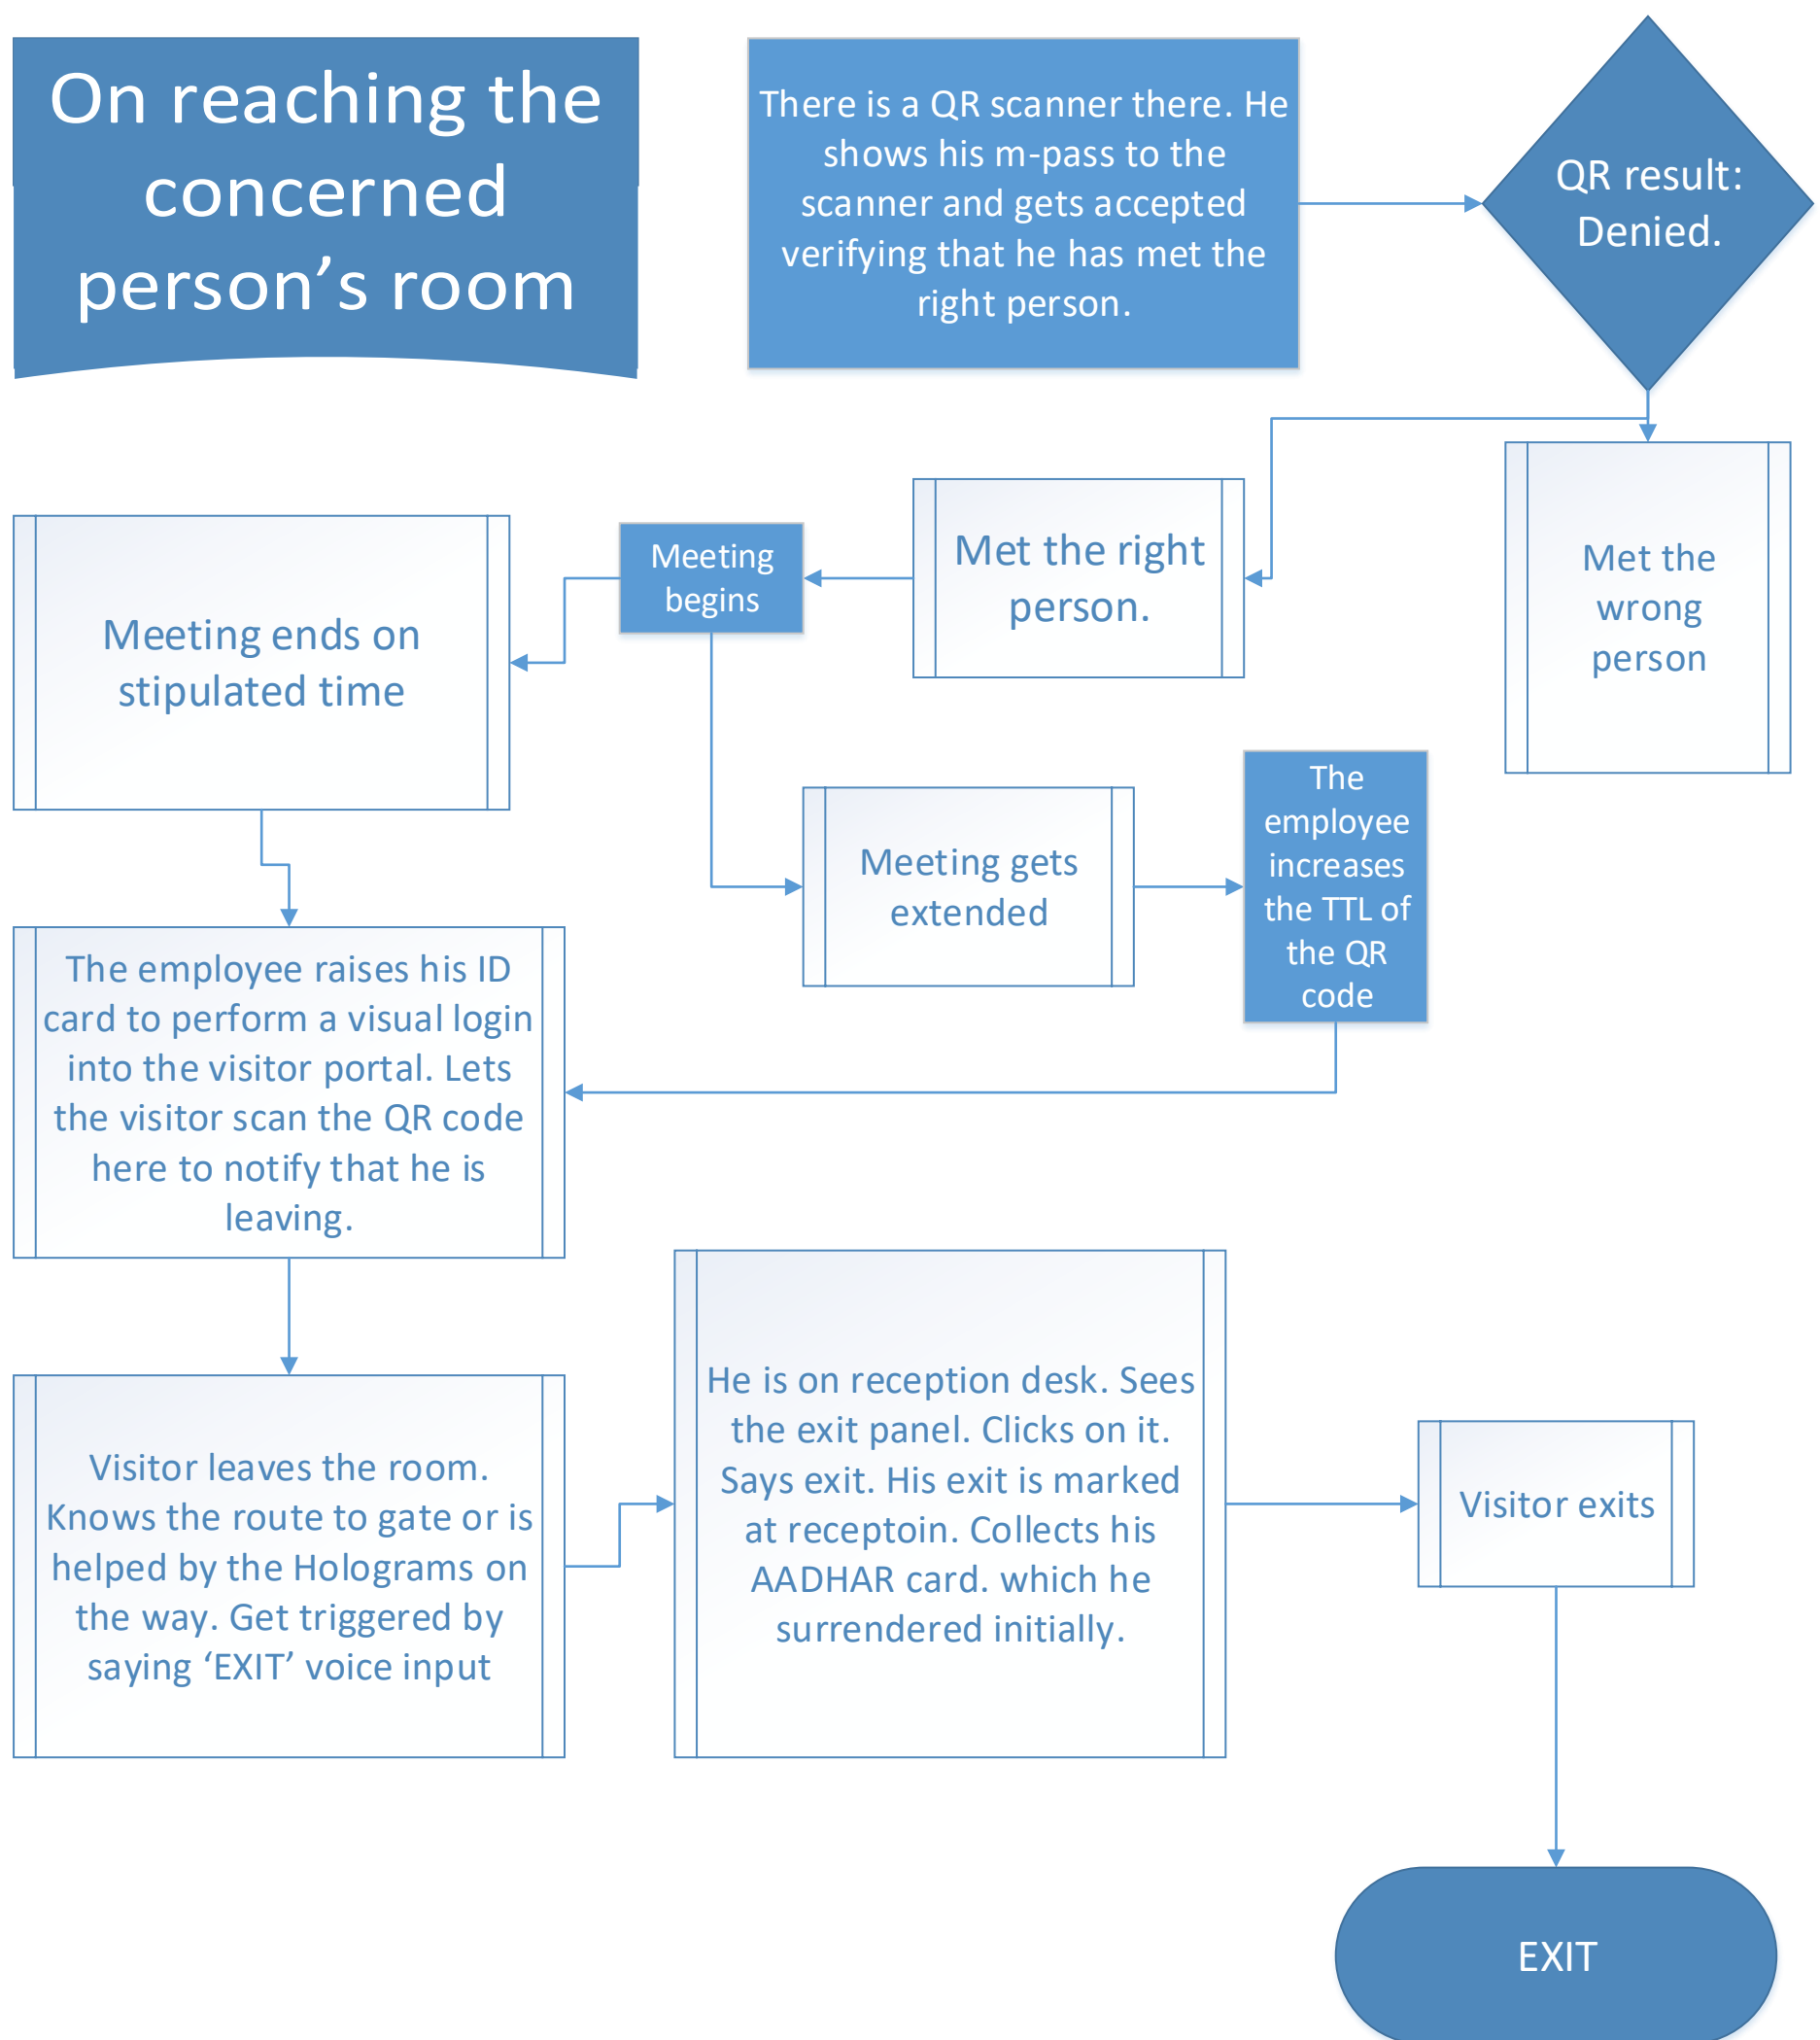 On reaching the
concerned
person’s room
There is a QR scanner there. He
shows his m-pass to the
scanner and gets accepted
verifying that he has met the
right person.
QR result:
Denied.
Met the
wrong
person
Met the right
person.
Meeting
begins
Meeting ends on
stipulated time
Meeting gets
extended
The
employee
increases
the TTL of
the QR
code
The employee raises his ID
card to perform a visual login
into the visitor portal. Lets
the visitor scan the QR code
here to notify that he is
leaving.
Visitor leaves the room.
Knows the route to gate or is
helped by the Holograms on
the way. Get triggered by
saying ‘EXIT’ voice input
He is on reception desk. Sees
the exit panel. Clicks on it.
Says exit. His exit is marked
at receptoin. Collects his
AADHAR card. which he
surrendered initially.
Visitor exits
EXIT